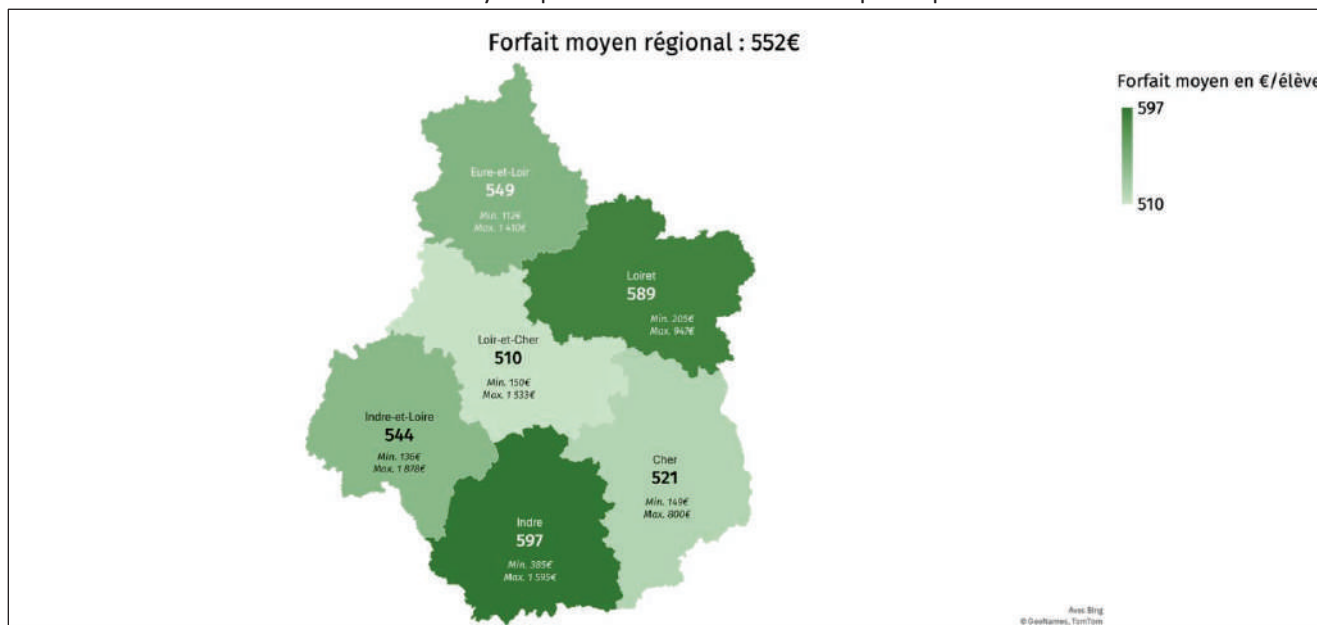 Forfait moyen régional : 552€
Forfait moyen en €/élève
597
510
Eure-et-Loir
549
Min. 112€
Max. 1 410€
Loiret
589
Min. 205€
Max. 947€
Loir-et-Cher
510
Min. 150€
Max. 1 333€
Indre-et-Loire
544
Min. 136€
Max. 1 878€
Cher
521
Min. 149€
Max. 800€
Indre
597
Min. 385€
Max. 1 595€
Avec Bing
© GeoNames, TomTom